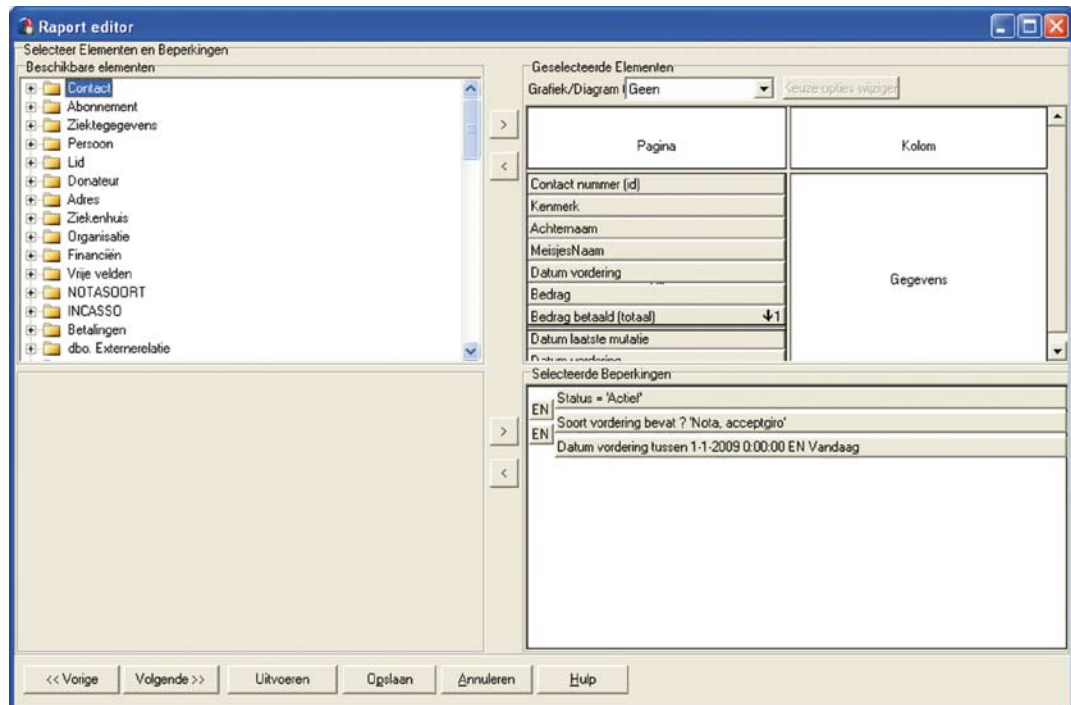 Raport editor
Selecteer Elementen en Beperkingen
Beschikbare elementen
Contact
Abonnement
Ziektegegevens
Persoon
Lid
Donateur
Adres
Ziekenhuis
Organisatie
Financiën
Vrije velden
NOTASOORT
INCASSO
Betalingen
dbo. Externerelatie
>
<
Geselecteerde Elementen
Grafiek/Diagram
Geen
Keuze-opties wijzigen
Pagina
Kolom
Contact nummer (id)
Kenmerk
Achternaam
MeisjesNaam
Datum vordering
Bedrag
Bedrag betaald (totaal) 1
Datum laatste mutatie
Datum vordering
Gegevens
>
<
Selecteerde Beperkingen
Status = 'Actief'
EN
Soort vordering bevat ? 'Nota, acceptgiro'
EN
Datum vordering tussen 1-1-2009 0:00:00 EN Vandaag
<< Vorige
Volgende >>
Uitvoeren
Opslaan
Annuleren
Hulp